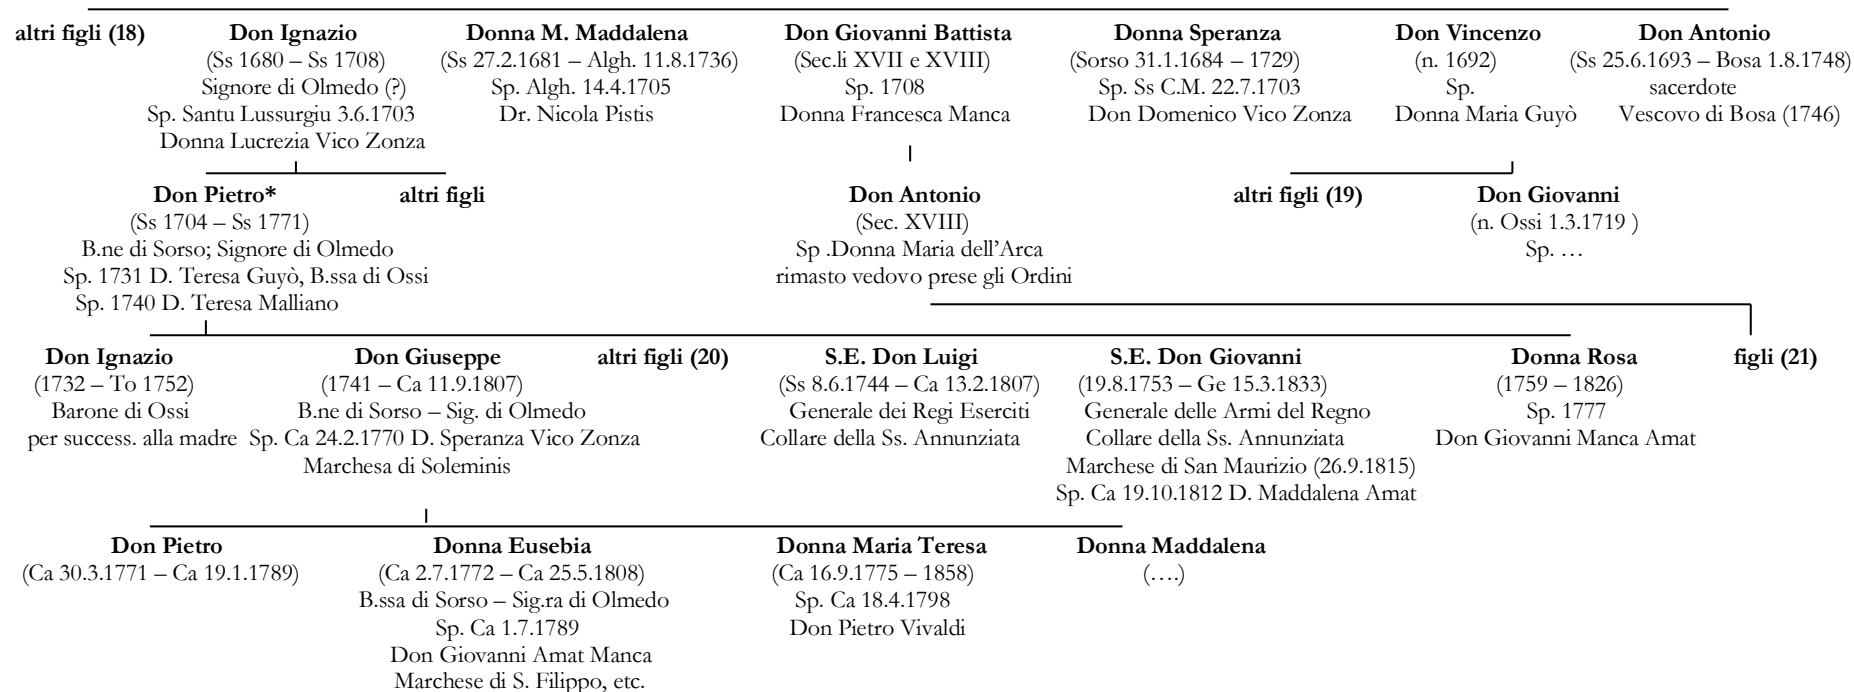 altri figli (18)
Don Ignazio
(Ss 1680 – Ss 1708)
Signore di Olmedo (?)
Sp. Santu Lussurgiu 3.6.1703
Donna Lucrezia Vico Zonza
Donna M. Maddalena
(Ss 27.2.1681 – Algh. 11.8.1736)
Sp. Algh. 14.4.1705
Dr. Nicola Pistis
Don Giovanni Battista
(Sec.li XVII e XVIII)
Sp. 1708
Donna Francesca Manca
Donna Speranza
(Sorso 31.1.1684 – 1729)
Sp. Ss C.M. 22.7.1703
Don Domenico Vico Zonza
Don Vincenzo
(n. 1692)
Sp.
Donna Maria Guyò
Don Antonio
(Ss 25.6.1693 – Bosa 1.8.1748)
sacerdote
Vescovo di Bosa (1746)
Don Pietro*
(Ss 1704 – Ss 1771)
B.ne di Sorso; Signore di Olmedo
Sp. 1731 D. Teresa Guyò, B.ssa di Ossi
Sp. 1740 D. Teresa Malliano
altri figli
Don Antonio
(Sec. XVIII)
Sp .Donna Maria dell’Arca
rimasto vedovo prese gli Ordini
altri figli (19)
Don Giovanni
(n. Ossi 1.3.1719 )
Sp. …
Don Ignazio
(1732 – To 1752)
Barone di Ossi
per success. alla madre
Don Giuseppe
(1741 – Ca 11.9.1807)
B.ne di Sorso – Sig. di Olmedo
Sp. Ca 24.2.1770 D. Speranza Vico Zonza
Marchesa di Soleminis
altri figli (20)
S.E. Don Luigi
(Ss 8.6.1744 – Ca 13.2.1807)
Generale dei Regi Eserciti
Collare della Ss. Annunziata
S.E. Don Giovanni
(19.8.1753 – Ge 15.3.1833)
Generale delle Armi del Regno
Collare della Ss. Annunziata
Marchese di San Maurizio (26.9.1815)
Sp. Ca 19.10.1812 D. Maddalena Amat
Donna Rosa
(1759 – 1826)
Sp. 1777
Don Giovanni Manca Amat
figli (21)
Don Pietro
(Ca 30.3.1771 – Ca 19.1.1789)
Donna Eusebia
(Ca 2.7.1772 – Ca 25.5.1808)
B.ssa di Sorso – Sig.ra di Olmedo
Sp. Ca 1.7.1789
Don Giovanni Amat Manca
Marchese di S. Filippo, etc.
Donna Maria Teresa
(Ca 16.9.1775 – 1858)
Sp. Ca 18.4.1798
Don Pietro Vivaldi
Donna Maddalena
(….)